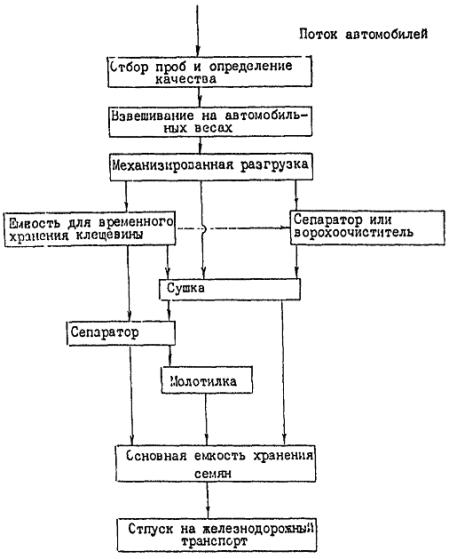 Поток автомобилей
Отбор проб и определение
качества
Взвешивание на автомобиль-
ных весах
Механизированная разгрузка
Емкость для временного
хранения клещевины
Сепаратор или
ворохоочиститель
Сушка
Сепаратор
Молотилка
Основная емкость хранения
семян
Отпуск на железнодорожный
транспорт